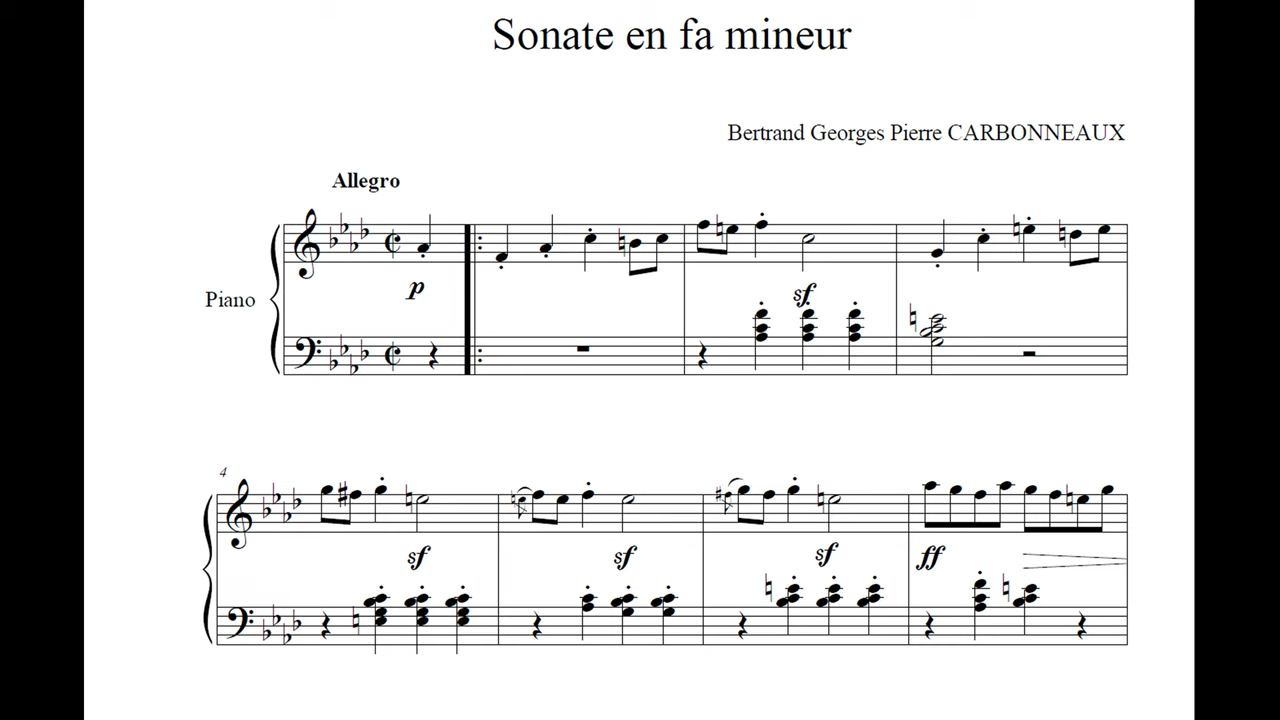 Sonate en fa mineur
Bertrand Georges Pierre CARBONNEAUX
Allegro
Piano
p
sf
4
sf
sf
sf
ff